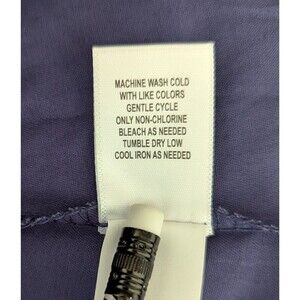 MACHINE WASH COLD
WITH LIKE COLORS
GENTLE CYCLE
ONLY NON-CHLORINE
BLEACH AS NEEDED
TUMBLE DRY LOW
COOL IRON AS NEEDED